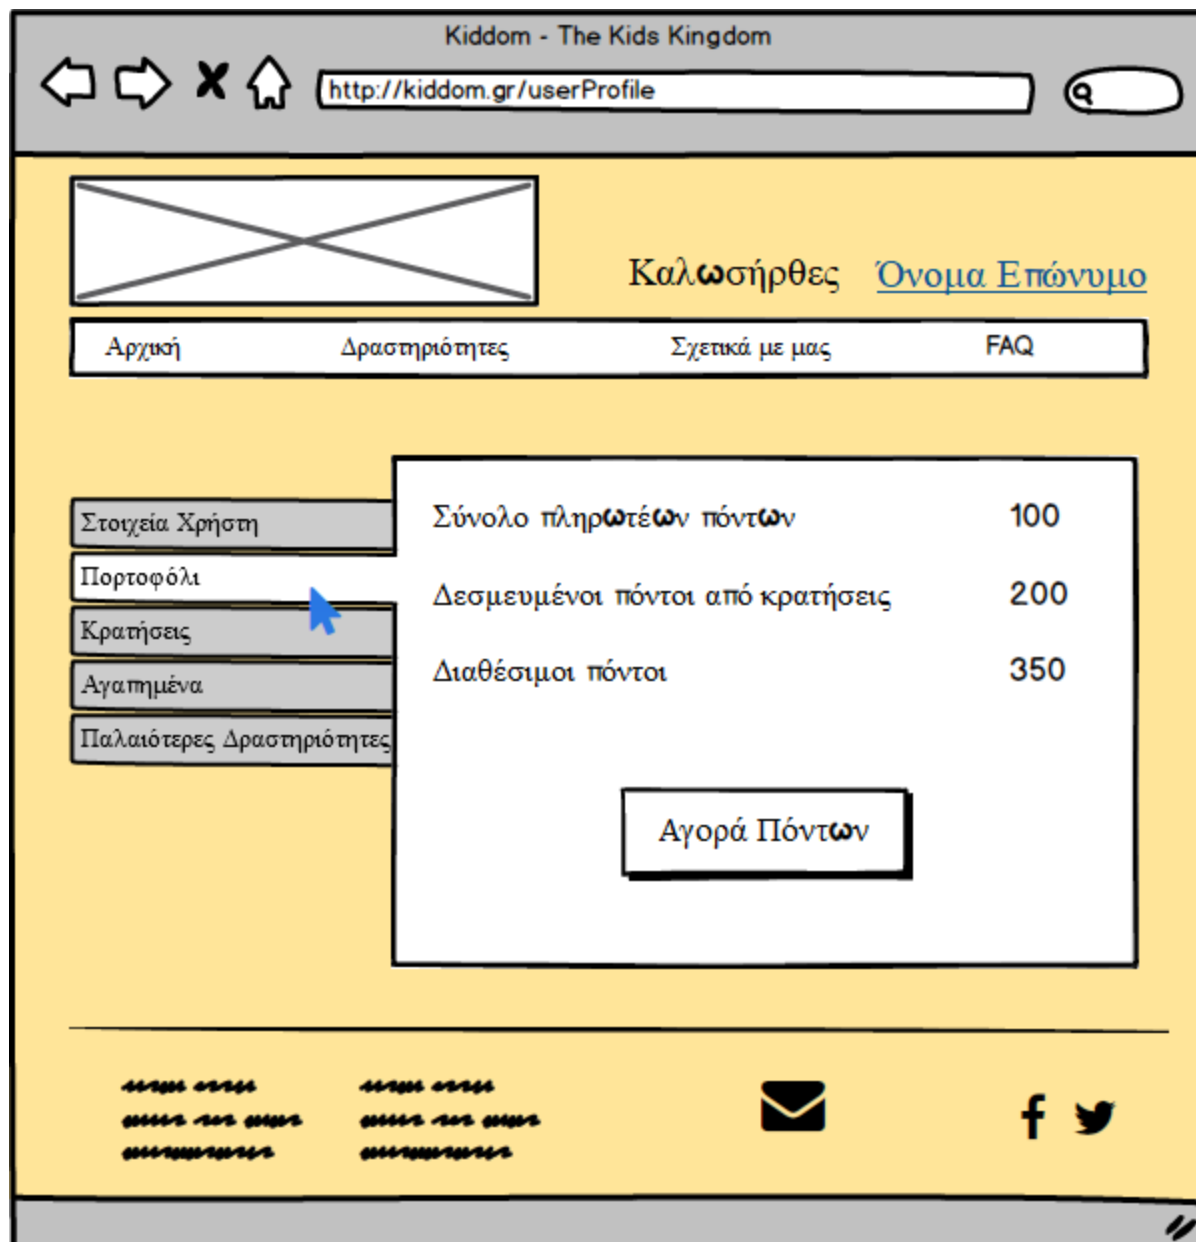 Kiddom - The Kids Kingdom
http://kiddom.gr/userProfile
Καλωσήρθες Όνομα Επώνυμο
Αρχική Δραστηριότητες Σχετικά με μας FAQ
Στοιχεία Χρήστη
Πορτοφόλι
Κρατήσεις
Αγαπημένα
Παλαιότερες Δραστηριότητες
Σύνολο πληρωτέων πόντων 100
Δεσμευμένοι πόντοι από κρατήσεις 200
Διαθέσιμοι πόντοι 350
Αγορά Πόντων